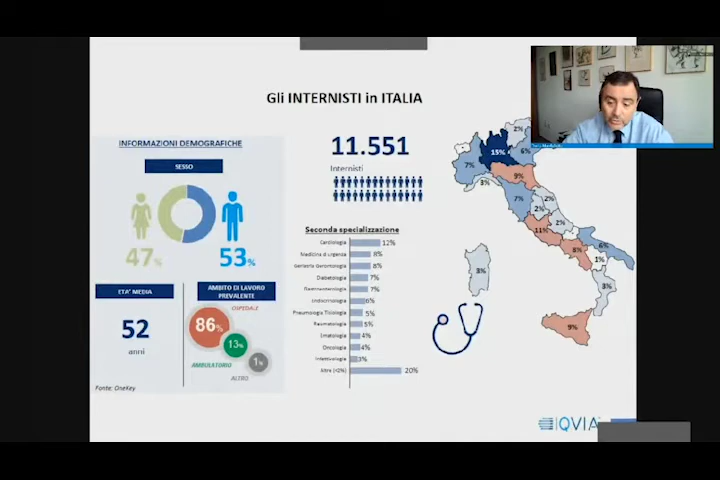 Gli INTERNISTI in ITALIA
INFORMAZIONI DEMOGRAFICHE
SESSO
47%
53%
ETA' MEDIA
52
anni
AMBITO DI LAVORO
PREVALENTE
OSPEDALE
86%
13%
AMBULATORIO
1%
ALTRO
Fonte: OneKey
11.551
Internisti
Seconda specializzazione
Cardiologia 12%
Medicina d urgenza 8%
Geriatria Gerontologia 8%
Diabetologia 7%
Gastroenterologia 7%
Endocrinologia 6%
Pneumologia Tisiologia 5%
Reumatologia 5%
Ematologia 4%
Oncologia 4%
Infettivologia 3%
Altre (<2%) 20%
2%
15%
6%
7%
3%
9%
7%
2%
2%
2%
11%
8%
6%
1%
3%
3%
9%
IQVIA